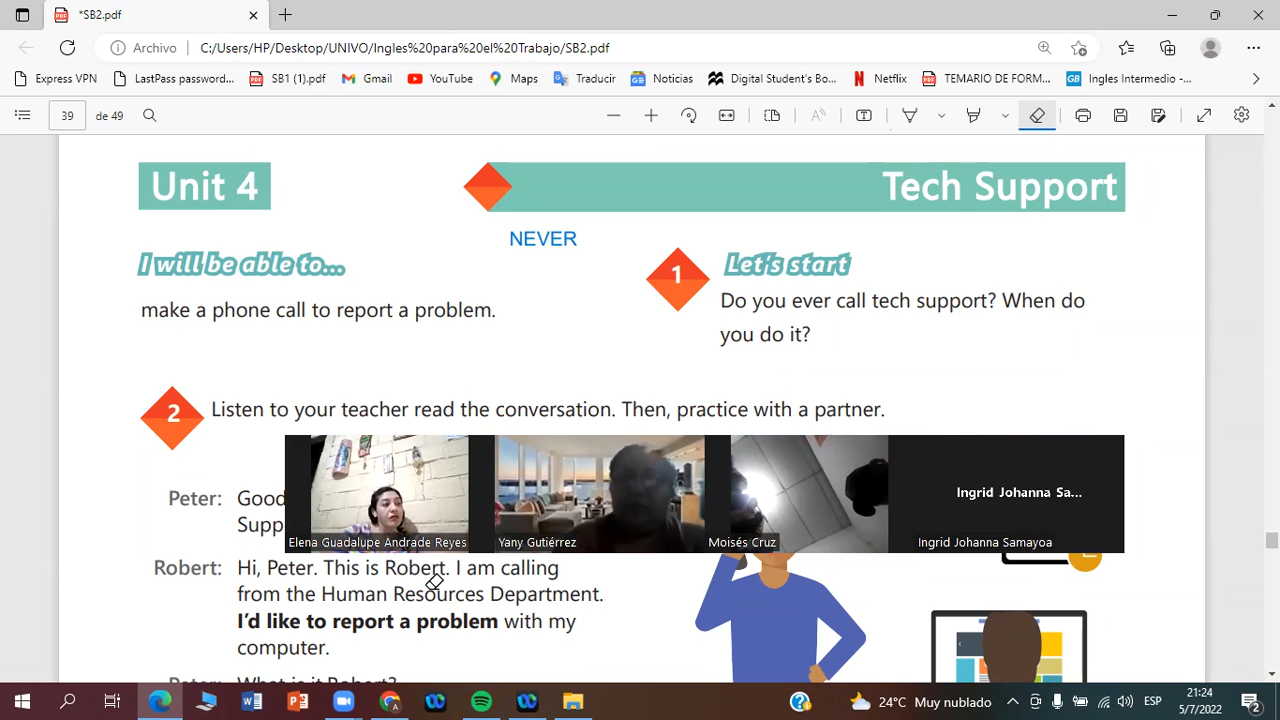 *SB2.pdf
Archivo
C:/Users/HP/Desktop/UNIVO/Ingles%20para%20el%20Trabajo/SB2.pdf
Express VPN
LastPass password...
SB1 (1).pdf
Gmail
YouTube
Maps
Traducir
Noticias
Digital Student's Bo...
Netflix
TEMARIO DE FORM...
Ingles Intermedio -...
39
de 49
Unit 4
Tech Support
NEVER
I will be able to...
1
Let's start
make a phone call to report a problem.
Do you ever call tech support? When do
you do it?
2
Listen to your teacher read the conversation. Then, practice with a partner.
Peter: Good
Supp
Elena Guadalupe Andrade Reyes
Yany Gutiérrez
Moisés Cruz
Ingrid Johanna Sa...
Ingrid Johanna Samayoa
Robert: Hi, Peter. This is Robert. I am calling
from the Human Resources Department.
I'd like to report a problem with my
computer.
Peter: What is it Robert?
24°C Muy nublado
ESP
21:24
5/7/2022
2